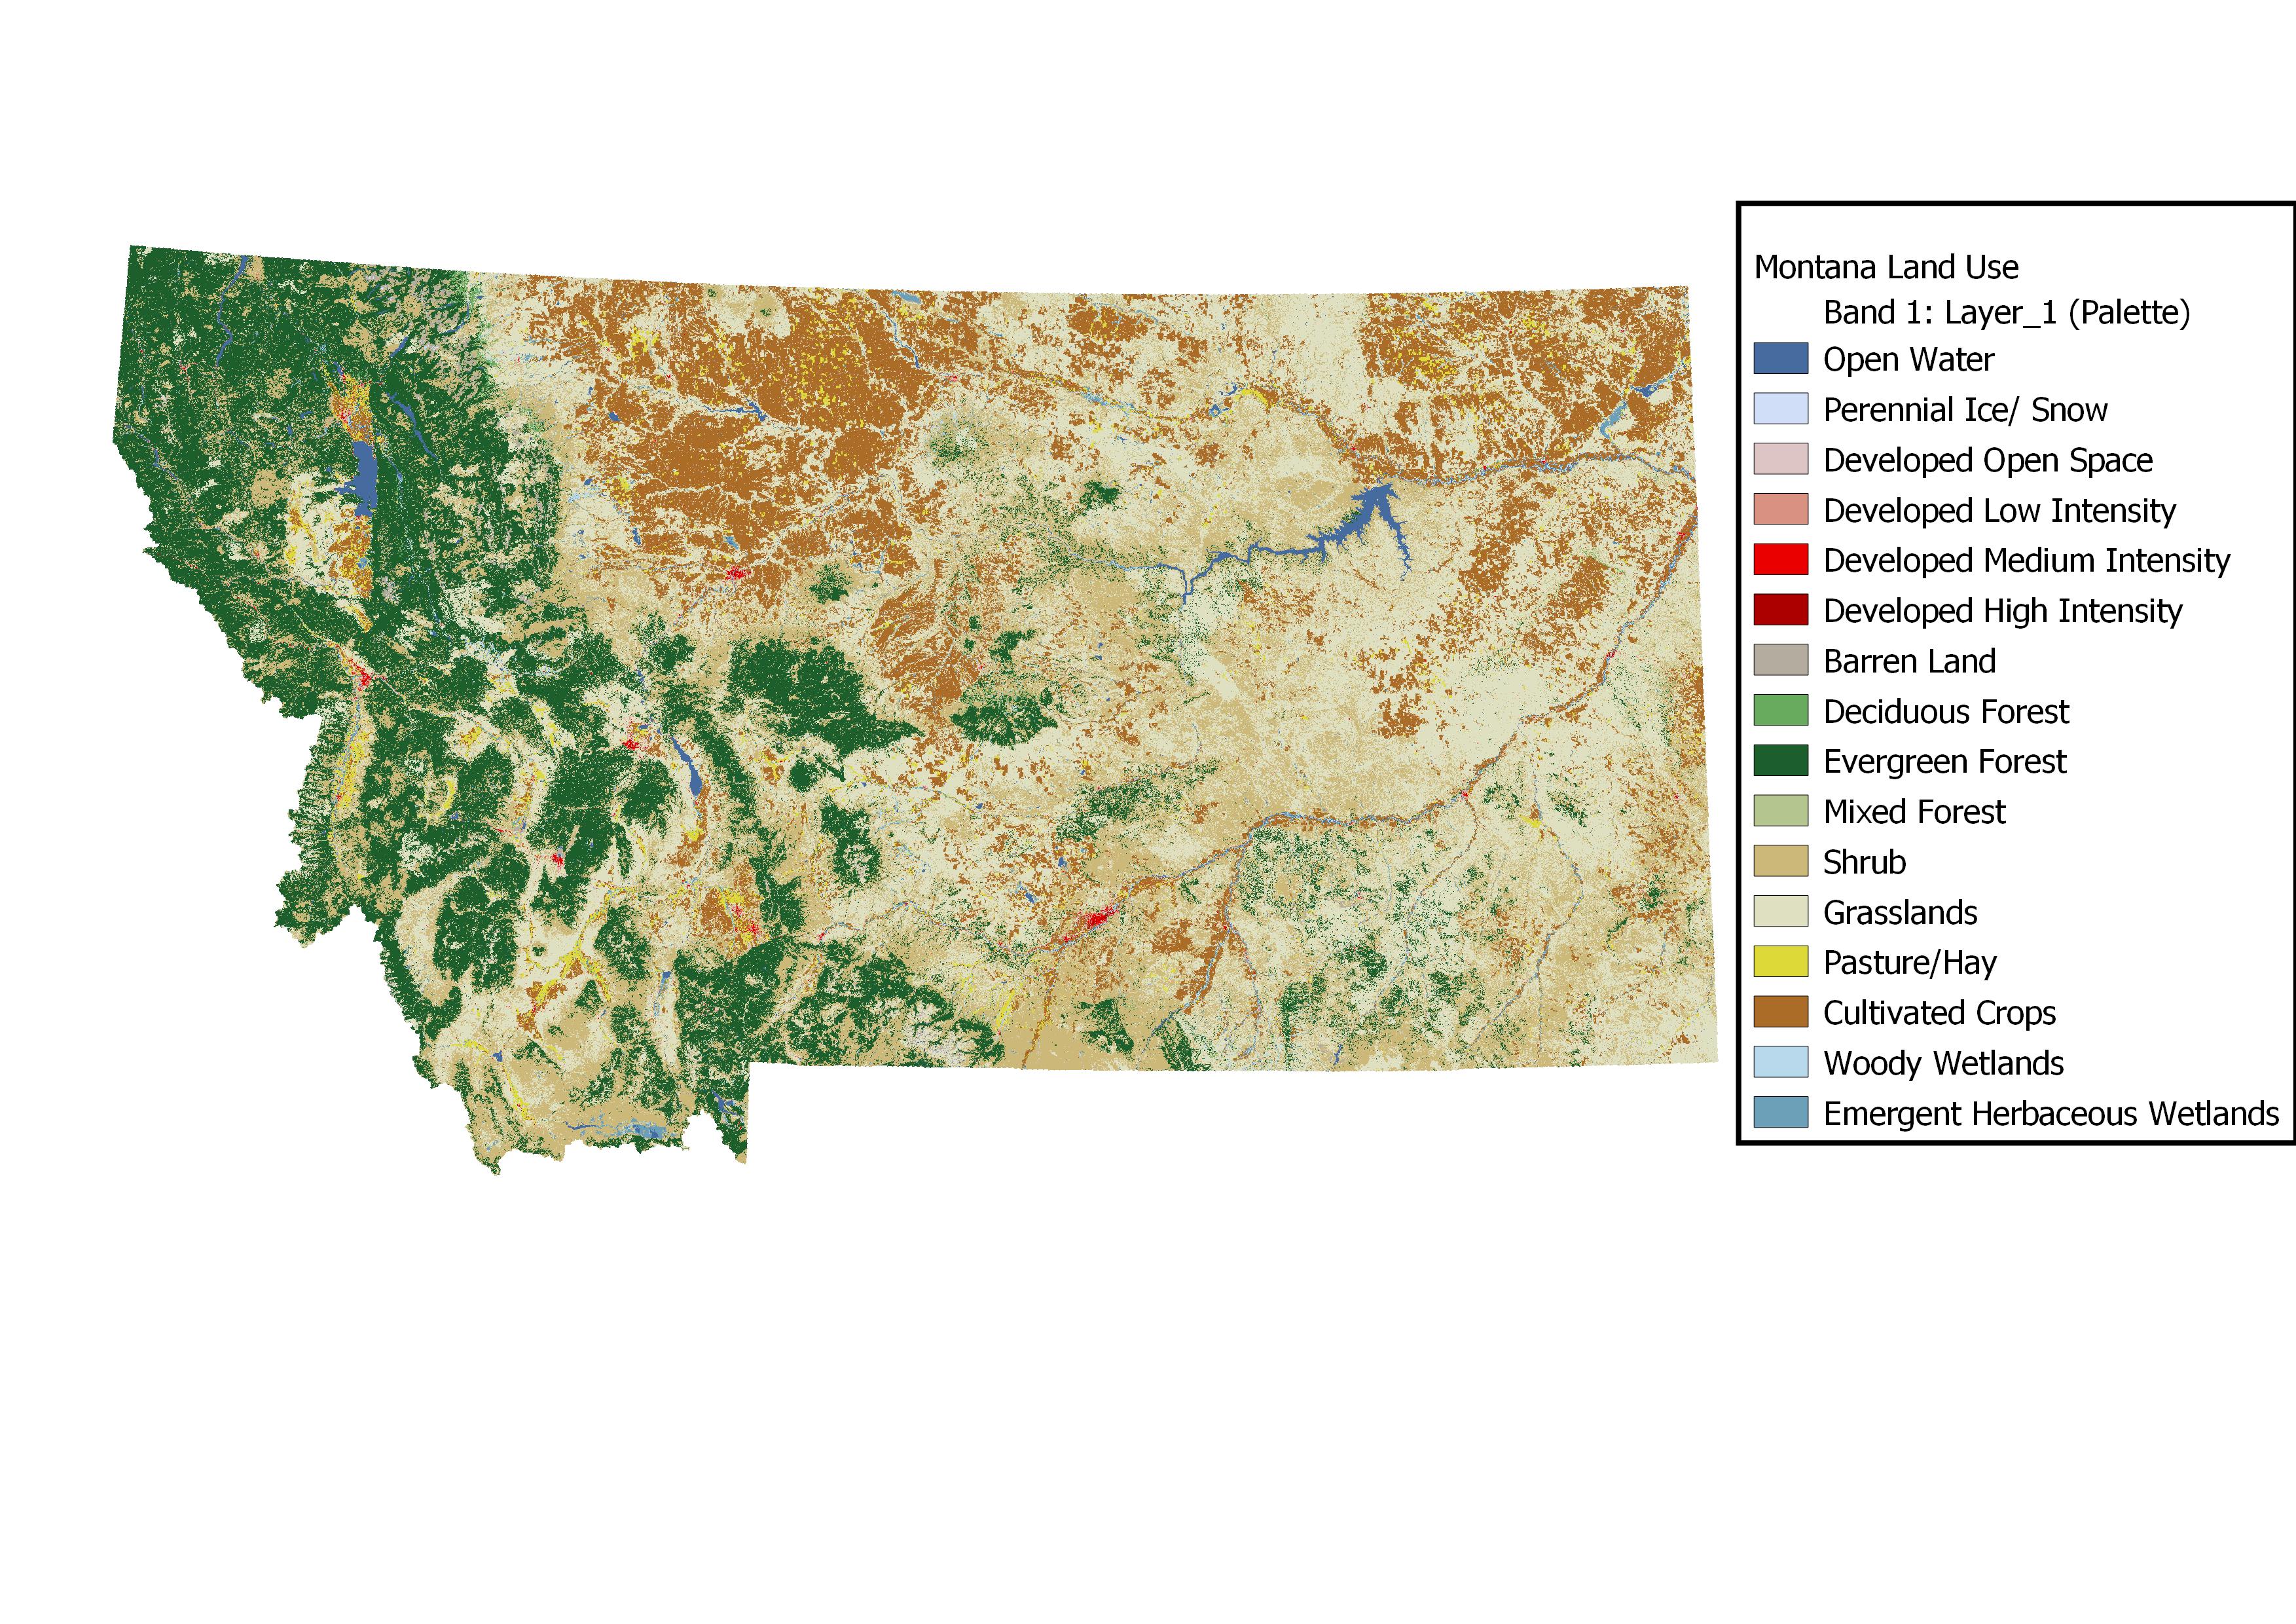 Montana Land Use
Band 1: Layer_1 (Palette)
Open Water
Perennial Ice/ Snow
Developed Open Space
Developed Low Intensity
Developed Medium Intensity
Developed High Intensity
Barren Land
Deciduous Forest
Evergreen Forest
Mixed Forest
Shrub
Grasslands
Pasture/Hay
Cultivated Crops
Woody Wetlands
Emergent Herbaceous Wetlands